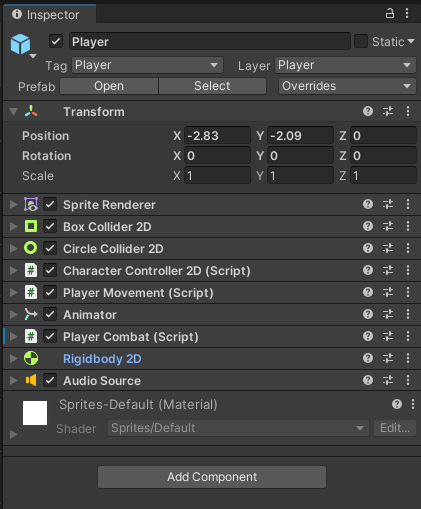 Inspector
Player Static
Tag Player Layer Player
Prefab Open Select Overrides
Transform
Position X -2.83 Y -2.09 Z 0
Rotation X 0 Y 0 Z 0
Scale X 1 Y 1 Z 1
Sprite Renderer
Box Collider 2D
Circle Collider 2D
# Character Controller 2D (Script)
# Player Movement (Script)
Animator
# Player Combat (Script)
Rigidbody 2D
Audio Source
Sprites-Default (Material)
Shader Sprites/Default Edit...
Add Component